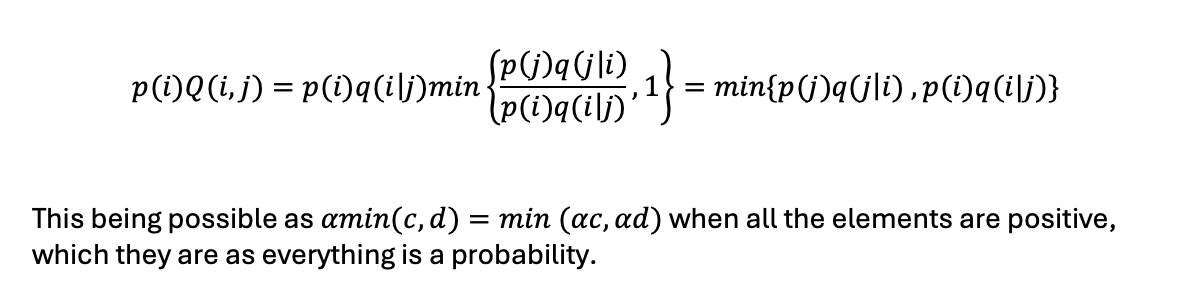 p(i)Q(i,j) = p(i)q(i|j)min{p(j)q(j|i)/p(i)q(i|j), 1} = min{p(j)q(j|i), p(i)q(i|j)}
This being possible as αmin(c,d) = min (αc,αd) when all the elements are positive,
which they are as everything is a probability.